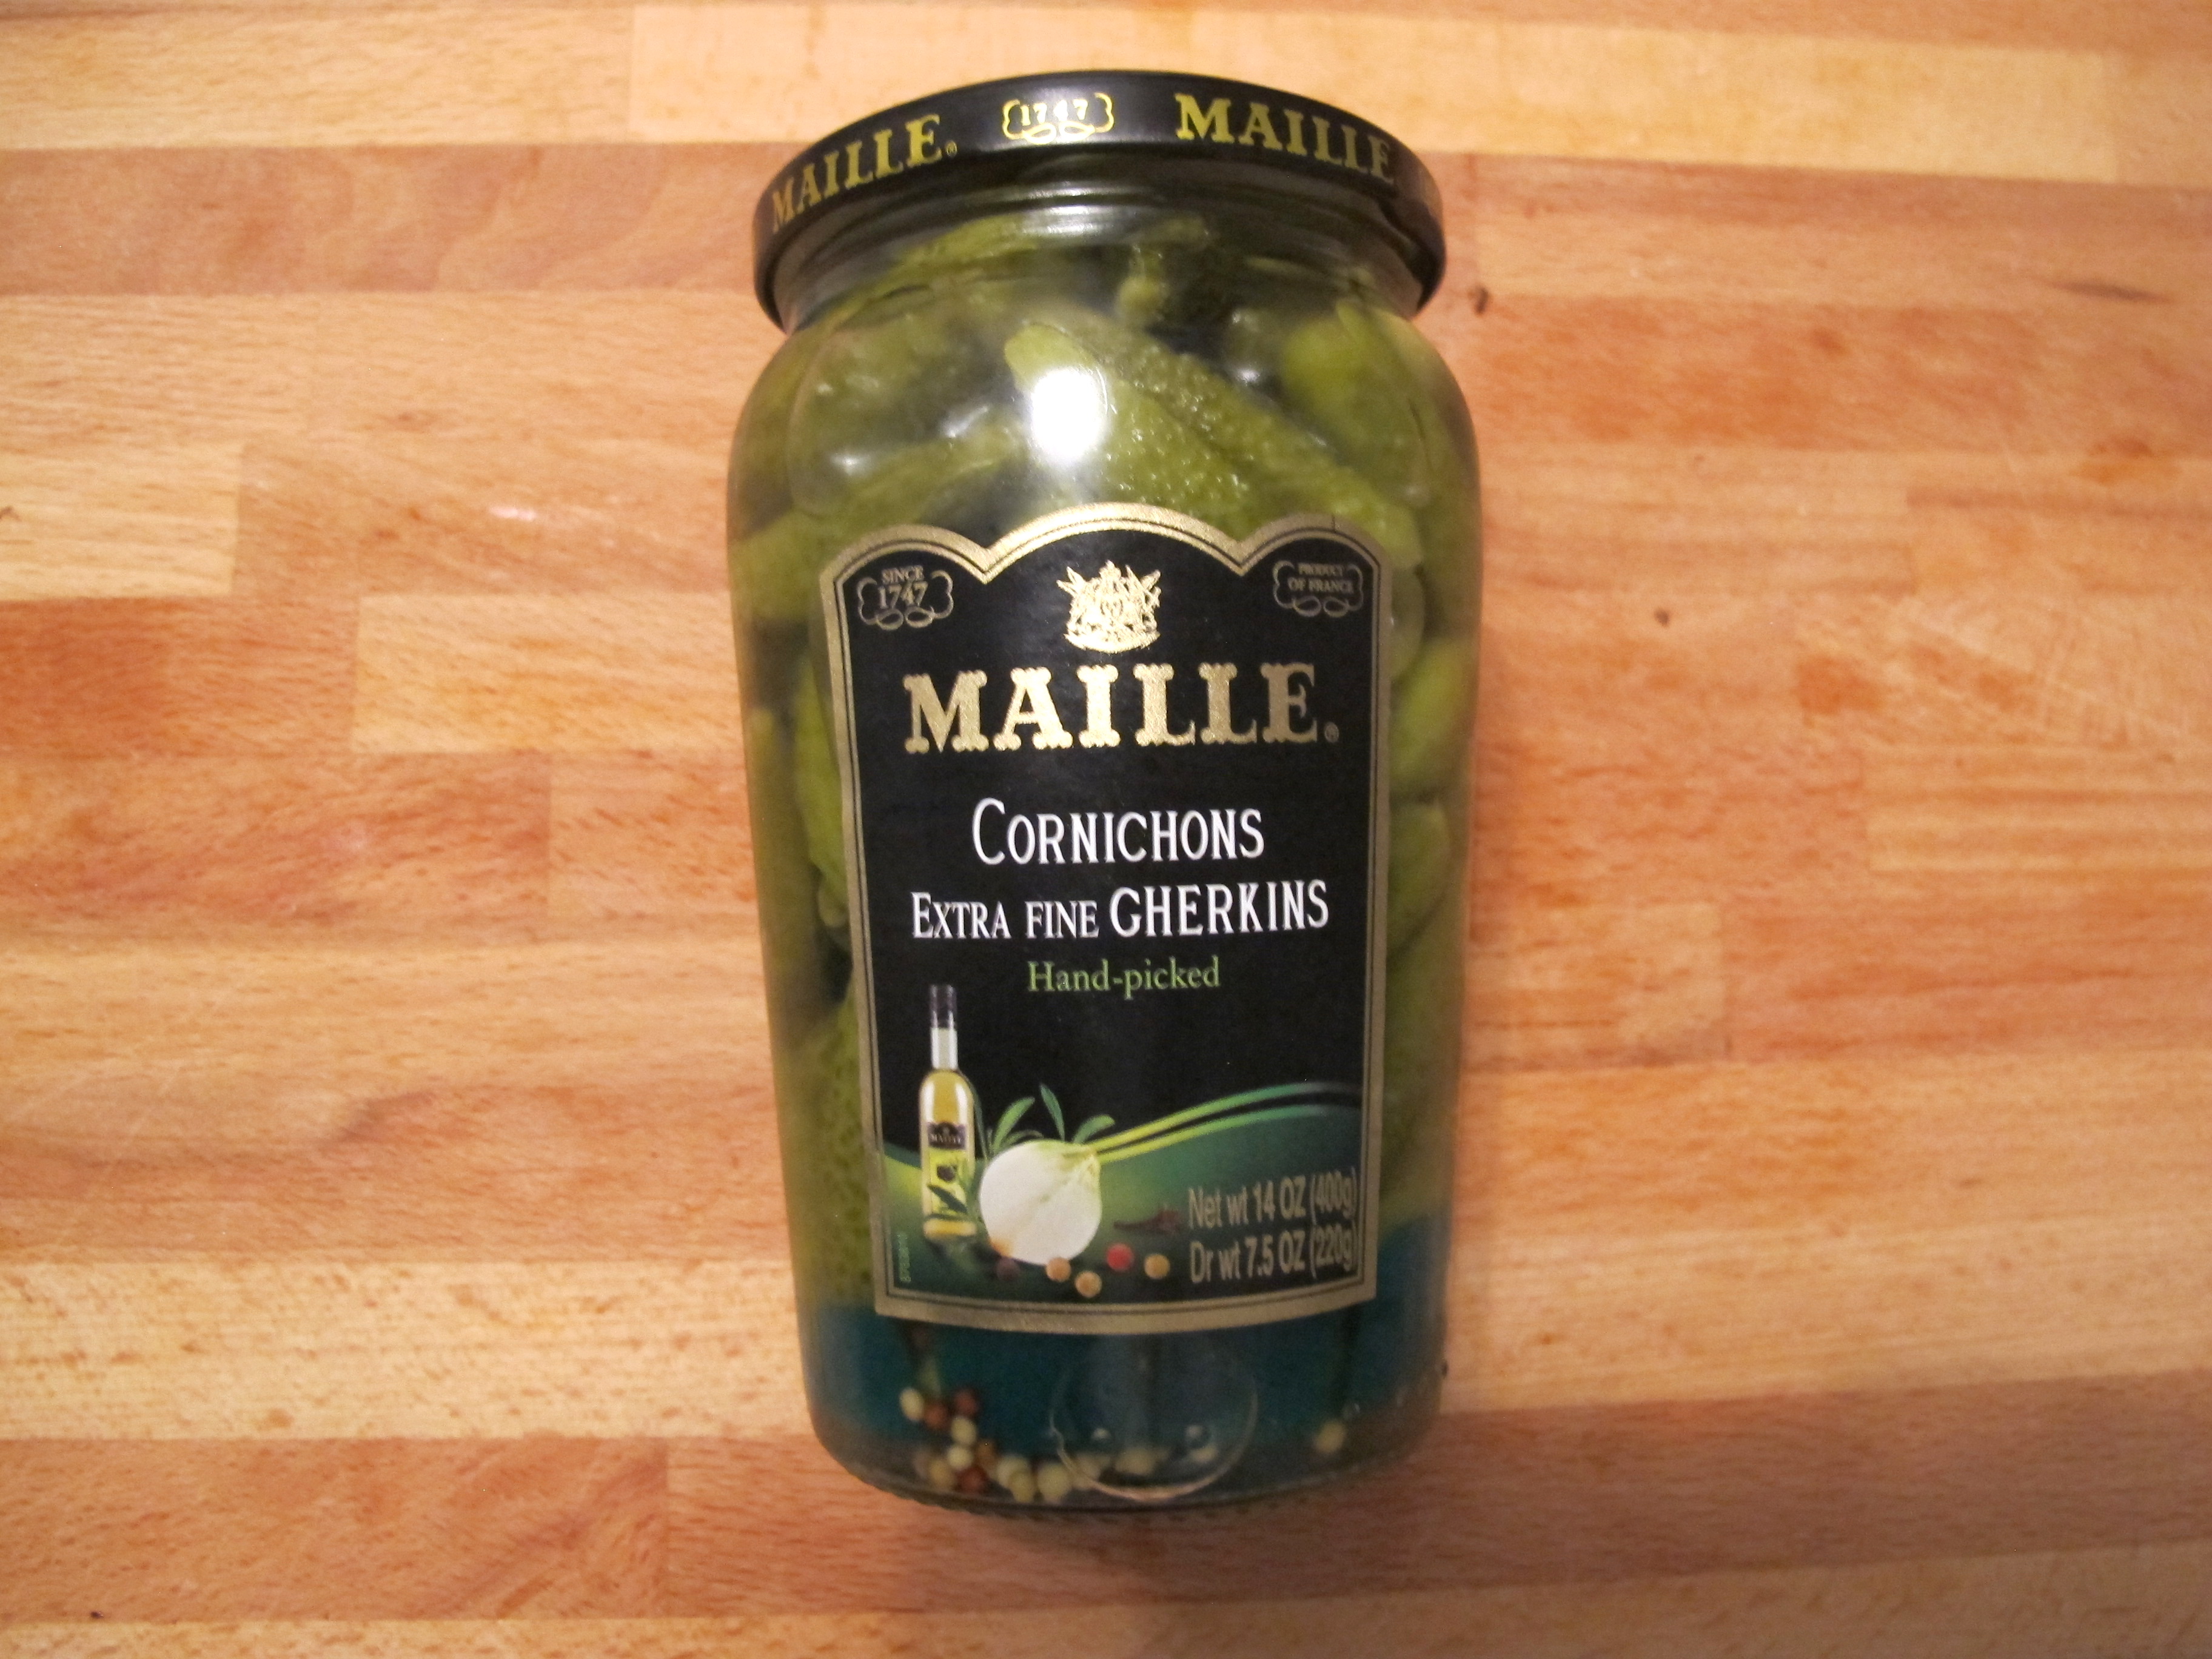 MAILLE® 1747 MAILLE
SINCE
1747
PRODUCT
OF FRANCE
MAILLE®
CORNICHONS
EXTRA FINE GHERKINS
Hand-picked
MAILLE
Net wt 14 OZ (400g)
Dr wt 7.5 OZ (220g)